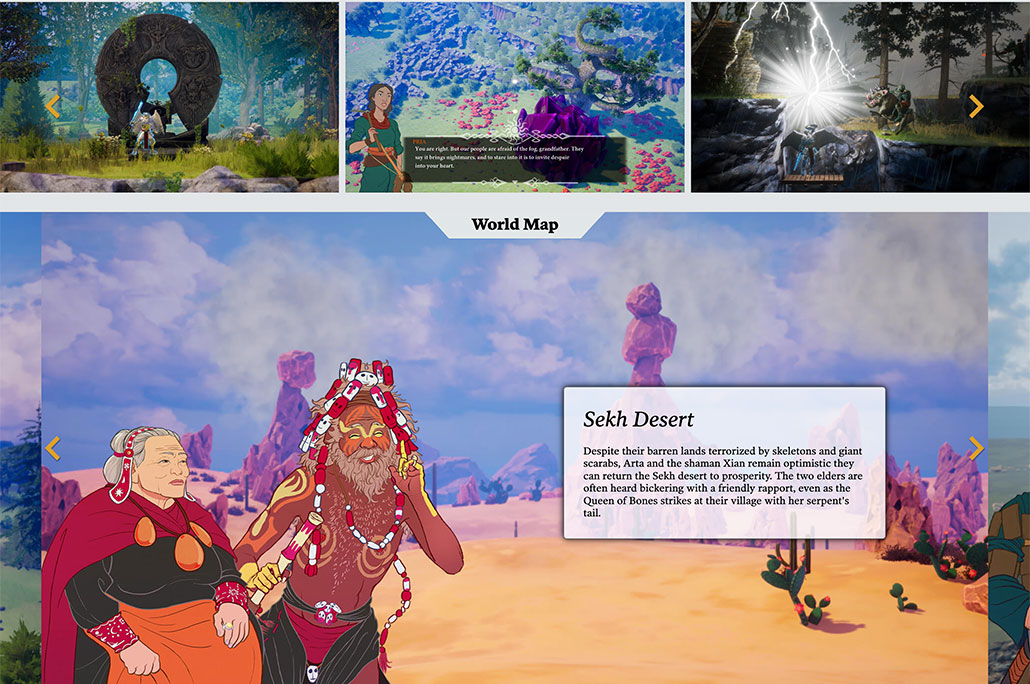 FRIA
You are right. But our people are afraid of the fog, grandfather. They
say it brings nightmares, and to stare into it is to invite despair
into your heart.
World Map
Sekh Desert
Despite their barren lands terrorized by skeletons and giant
scarabs, Arta and the shaman Xian remain optimistic they
can return the Sekh desert to prosperity. The two elders are
often heard bickering with a friendly rapport, even as the
Queen of Bones strikes at their village with her serpent's
tail.